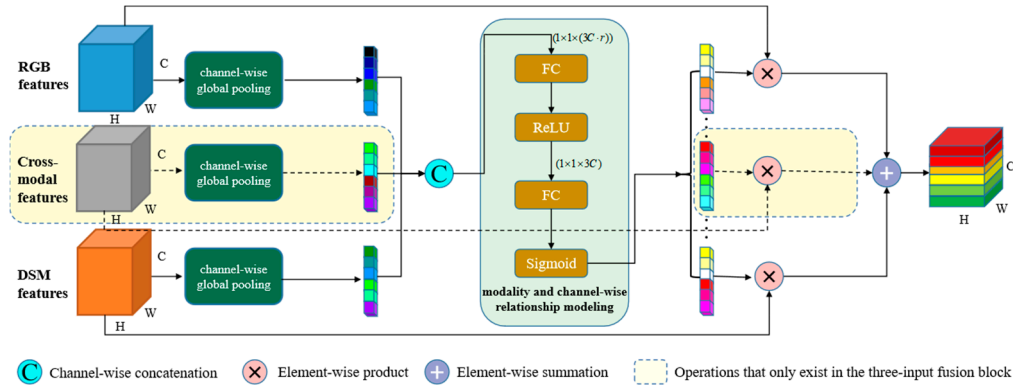 RGB
features
C
H
W
channel-wise
global pooling
Cross-
modal
features
C
H
W
channel-wise
global pooling
DSM
features
C
H
W
channel-wise
global pooling
C
(1×1×(3C·r))
FC
ReLU
(1×1×3C)
FC
Sigmoid
modality and channel-wise
relationship modeling
×
×
×
+
C
W
H
C Channel-wise concatenation × Element-wise product + Element-wise summation Operations that only exist in the three-input fusion block